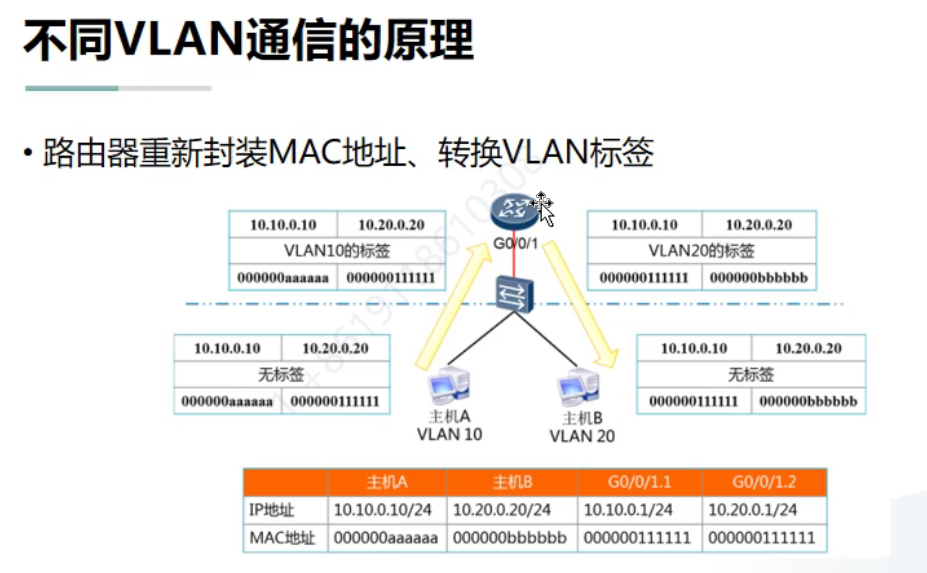 不同VLAN通信的原理
• 路由器重新封装MAC地址、转换VLAN标签
10.10.0.10 10.20.0.20
VLAN10的标签
000000aaaaaa 000000111111
G0/0/1
10.10.0.10 10.20.0.20
VLAN20的标签
000000111111 000000bbbbbb
10.10.0.10 10.20.0.20
无标签
000000aaaaaa 000000111111
主机A
VLAN 10
主机B
VLAN 20
10.10.0.10 10.20.0.20
无标签
000000111111 000000bbbbbb
主机A 主机B G0/0/1.1 G0/0/1.2
IP地址 10.10.0.10/24 10.20.0.20/24 10.10.0.1/24 10.20.0.1/24
MAC地址 000000aaaaaa 000000bbbbbb 000000111111 000000111111